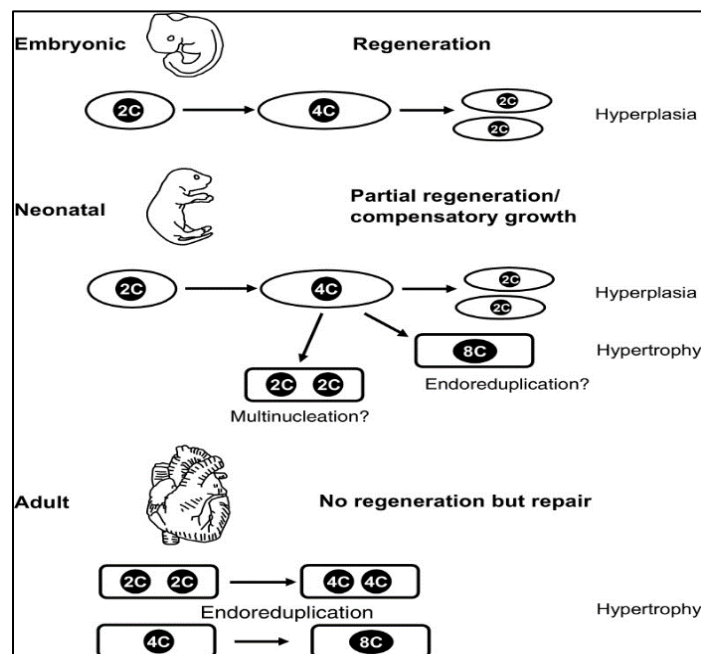 Embryonic Regeneration
2C 4C 2C
2C
Hyperplasia
Neonatal
Partial regeneration/
compensatory growth
2C 4C 2C
2C
Hyperplasia
8C
Hypertrophy
2C 2C
Endoreduplication?
Multinucleation?
Adult No regeneration but repair
2C 2C 4C 4C
Endoreduplication
Hypertrophy
4C 8C